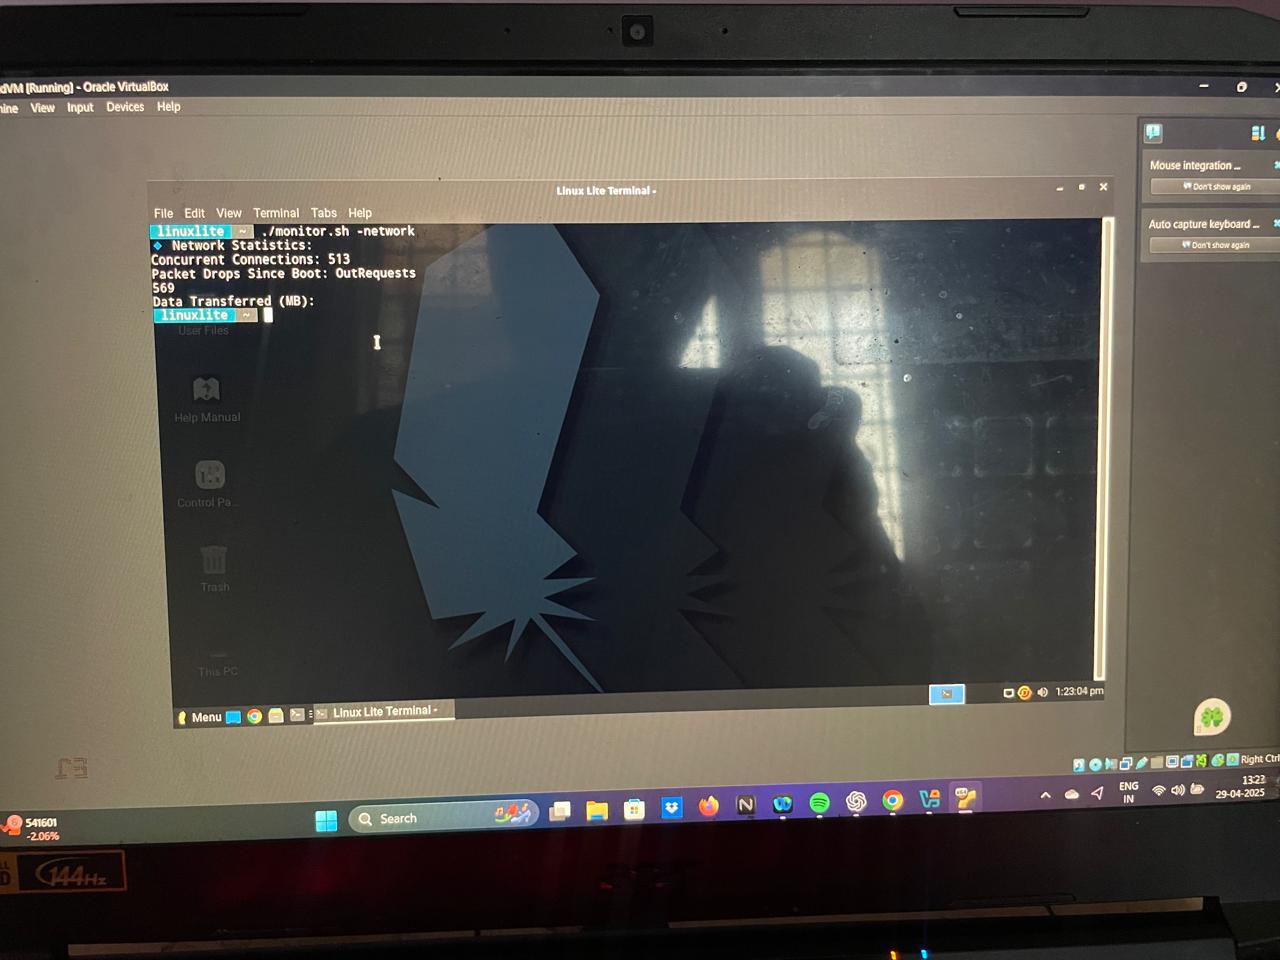 dVM [Running] - Oracle VirtualBox
hine View Input Devices Help
Mouse integration ...
Don't show again
Auto capture keyboard ...
Don't show again
Linux Lite Terminal -
File Edit View Terminal Tabs Help
linuxlite ~ ./monitor.sh -network
Network Statistics:
Concurrent Connections: 513
Packet Drops Since Boot: OutRequests
569
Data Transferred (MB):
linuxlite ~
User Files
Help Manual
Control Pa...
Trash
This PC
Menu
Linux Lite Terminal -
1:23:04 pm
Right Ctrl
541601
-2.06%
Search
ENG
IN
13:23
29-04-2025
144Hz